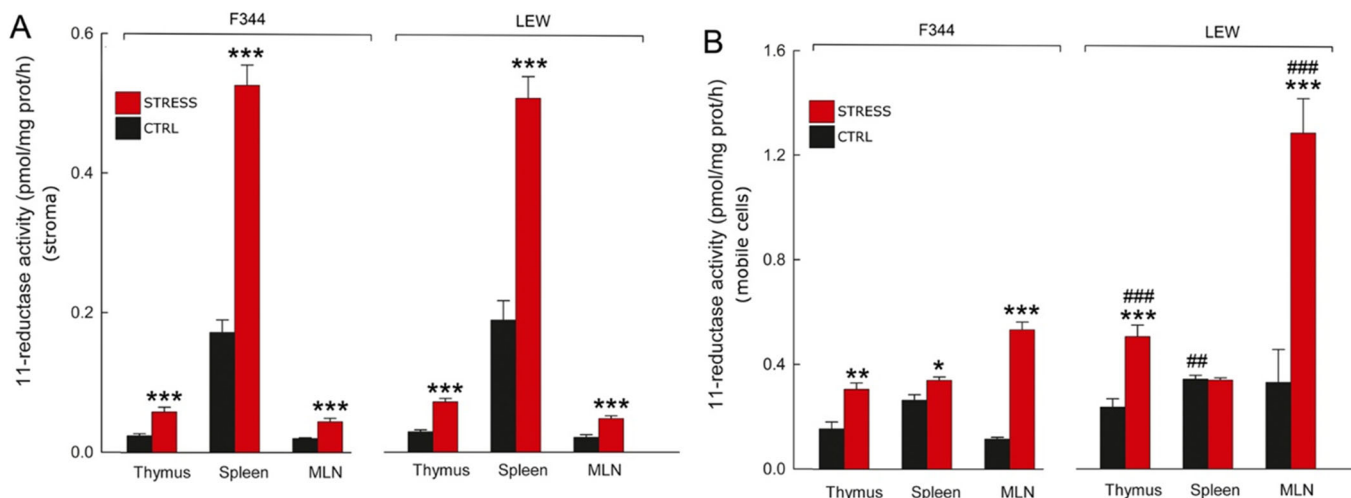 A
F344
LEW
11-reductase activity (pmol/mg prot/h)
(stroma)
0.6
0.4
0.2
0.0
STRESS
CTRL
***
***
***
***
***
***
Thymus Spleen MLN Thymus Spleen MLN
B
F344
LEW
11-reductase activity (pmol/mg prot/h)
(mobile cells)
1.6
1.2
0.8
0.4
0.0
STRESS
CTRL
**
*
***
###
***
##
###
***
Thymus Spleen MLN Thymus Spleen MLN